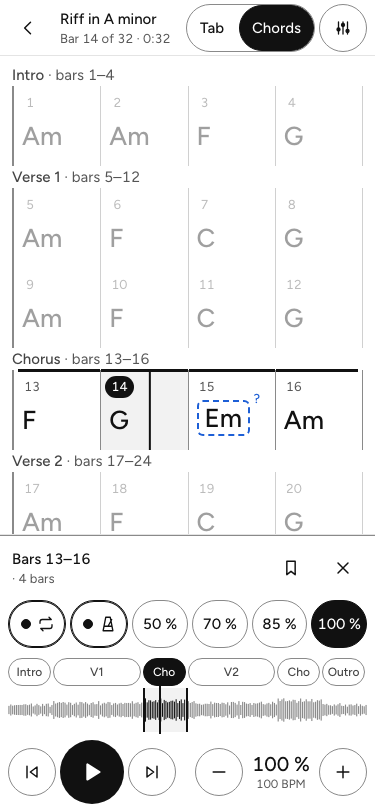 Riff in A minor
Bar 14 of 32 · 0:32
Tab
Chords
Intro · bars 1–4
1 2 3 4
Am Am F G
Verse 1 · bars 5–12
5 6 7 8
Am F C G
9 10 11 12
Am F C G
Chorus · bars 13–16
13 14 15 16
F G Em ? Am
Verse 2 · bars 17–24
17 18 19 20
Am F C G
Bars 13–16
· 4 bars
50 % 70 % 85 % 100 %
Intro V1 Cho V2 Cho Outro
100 %
100 BPM